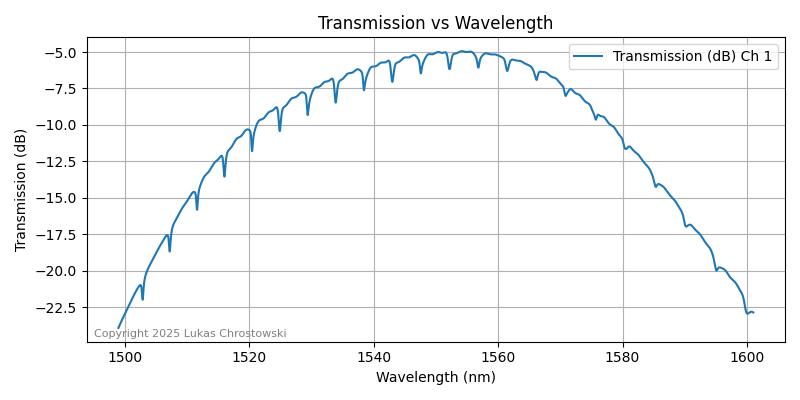 Transmission vs Wavelength
Transmission (dB) Ch 1
Transmission (dB)
−5.0
−7.5
−10.0
−12.5
−15.0
−17.5
−20.0
−22.5
Copyright 2025 Lukas Chrostowski
1500
1520
1540
1560
1580
1600
Wavelength (nm)